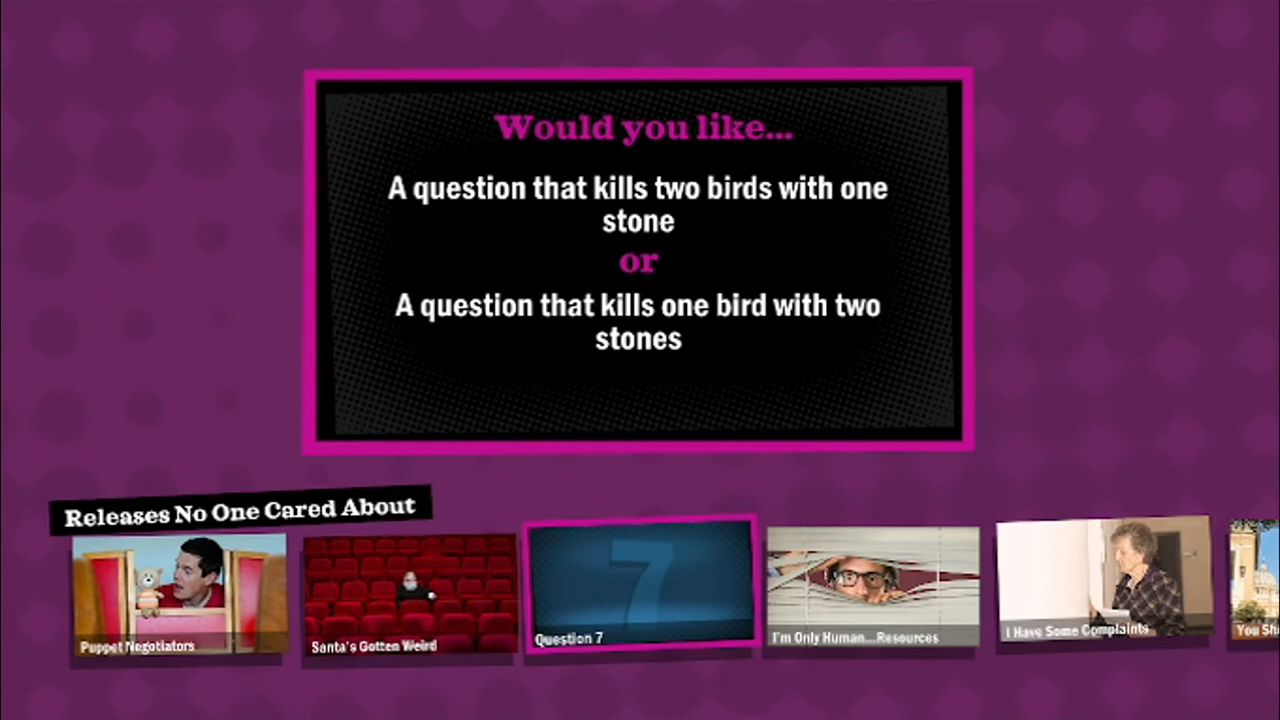 Would you like...
A question that kills two birds with one
stone
or
A question that kills one bird with two
stones
Releases No One Cared About
7
Puppet Negotiators
Santa's Gotten Weird
Question 7
I'm Only Human...Resources
I Have Some Complaints
You